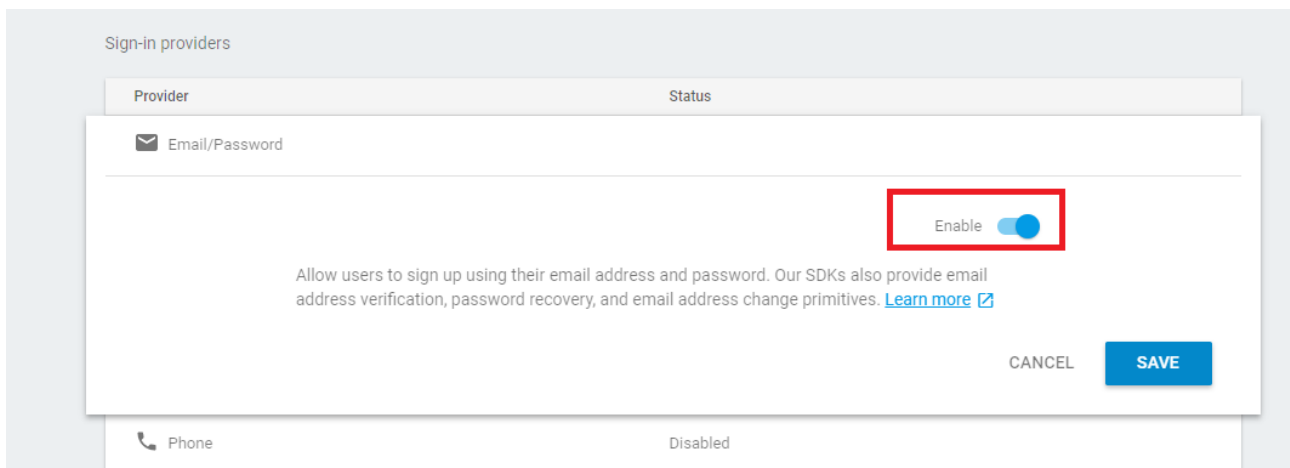 Sign-in providers
Provider Status
Email/Password
Enable
Allow users to sign up using their email address and password. Our SDKs also provide email
address verification, password recovery, and email address change primitives. Learn more
CANCEL SAVE
Phone Disabled